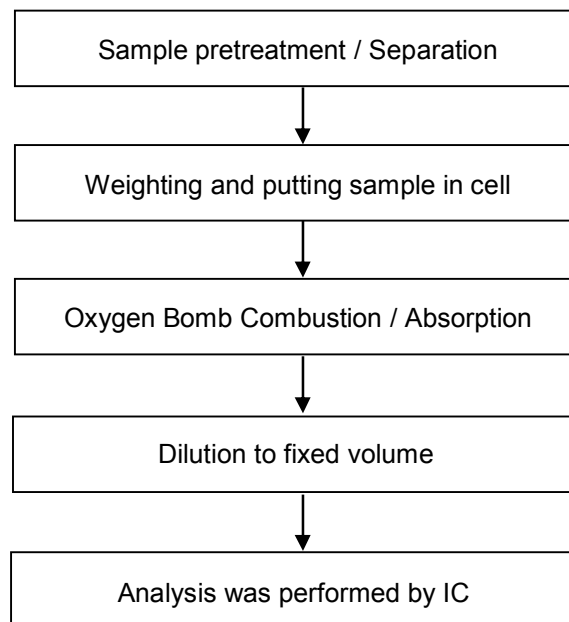 Sample pretreatment / Separation
Weighting and putting sample in cell
Oxygen Bomb Combustion / Absorption
Dilution to fixed volume
Analysis was performed by IC